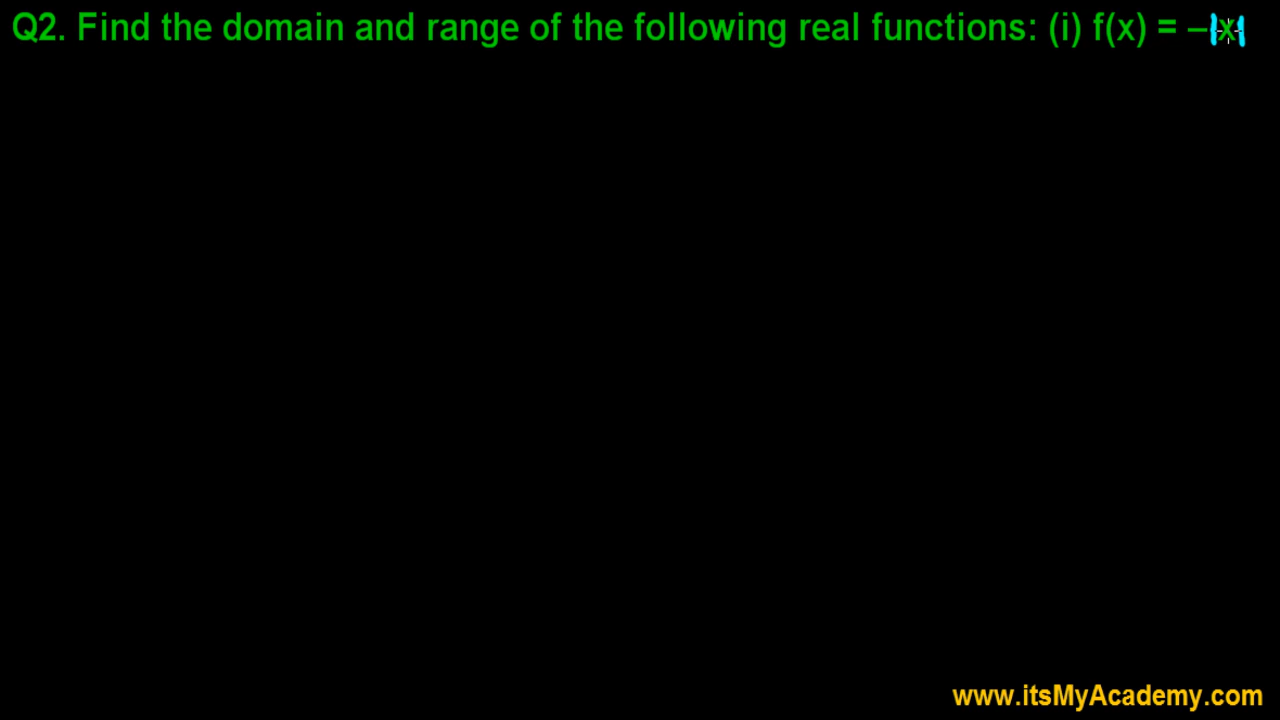 Q2. Find the domain and range of the following real functions: (i) f(x) = –|x|
www.itsMyAcademy.com